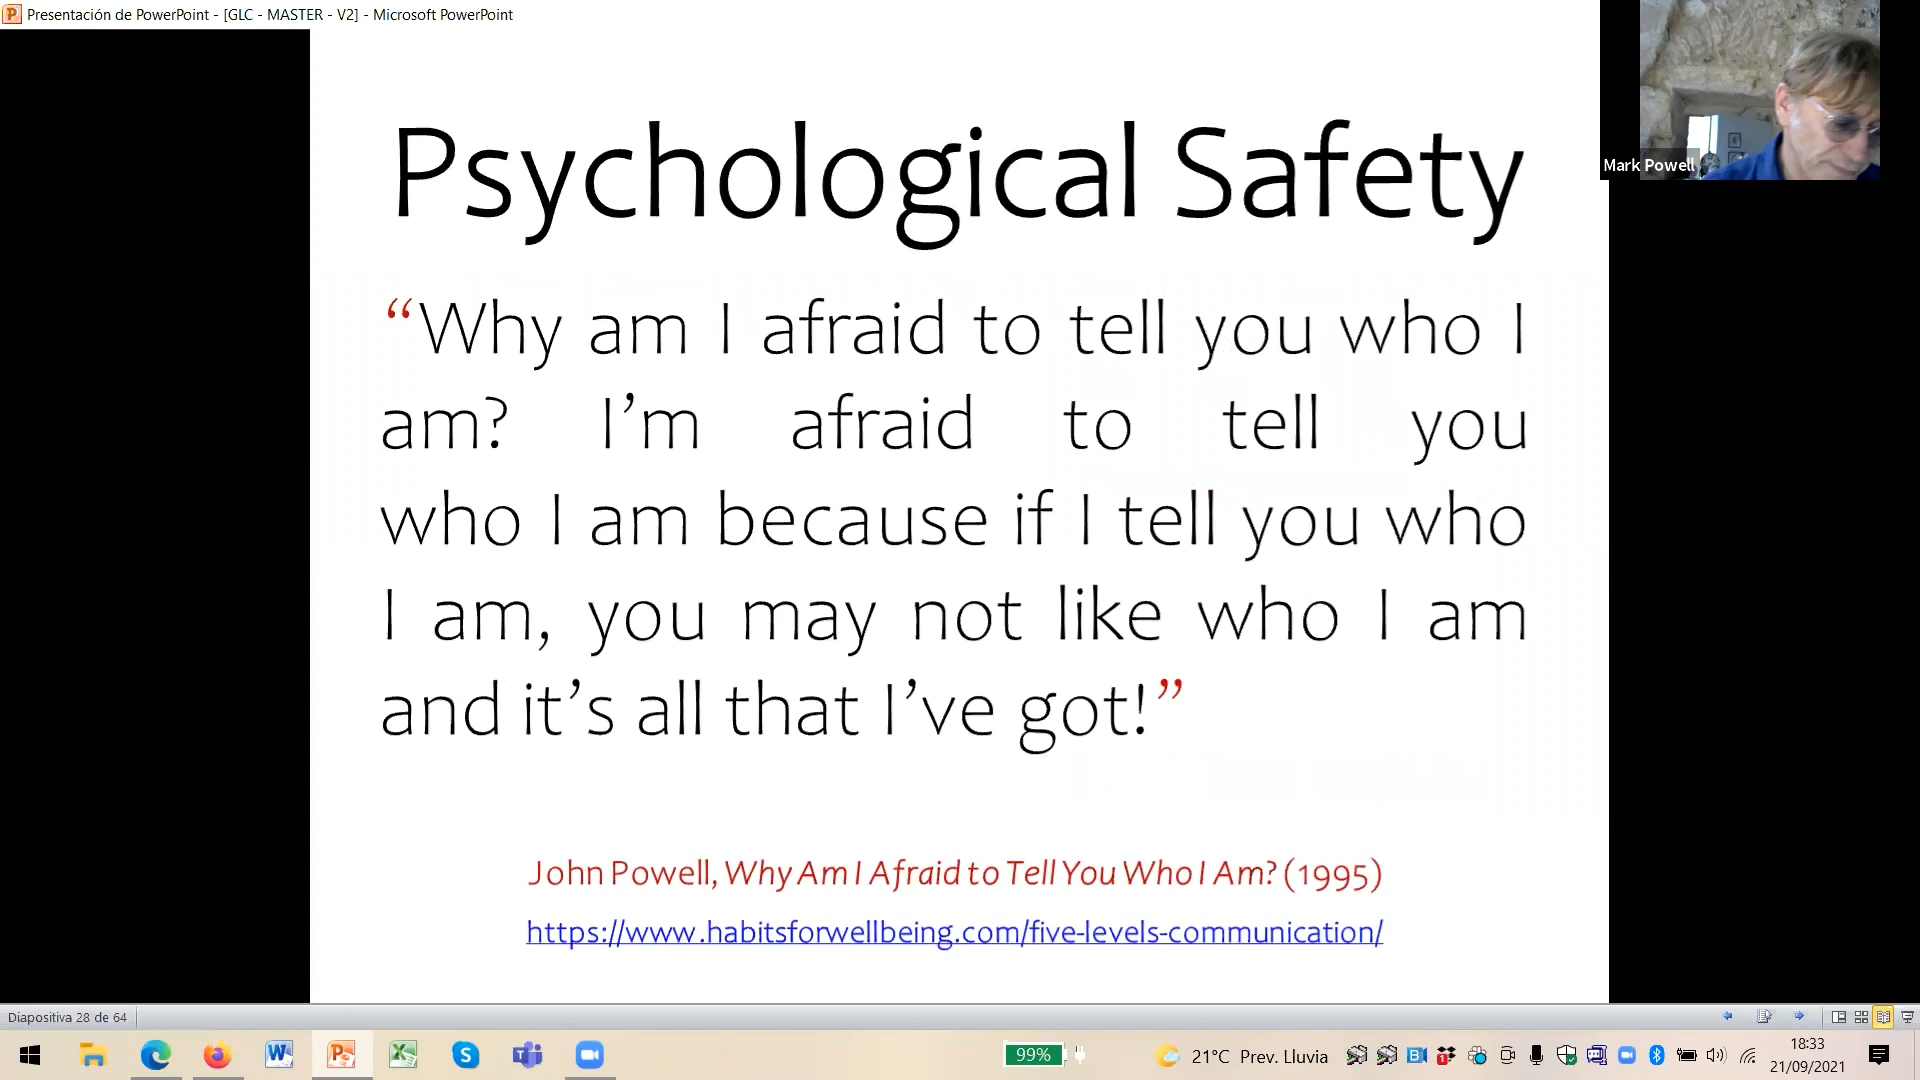 Presentación de PowerPoint - [GLC - MASTER - V2] - Microsoft PowerPoint
Mark Powell
Psychological Safety
“Why am I afraid to tell you who I
am? I’m afraid to tell you
who I am because if I tell you who
I am, you may not like who I am
and it’s all that I’ve got!”
John Powell, Why Am I Afraid to Tell You Who I Am? (1995)
https://www.habitsforwellbeing.com/five-levels-communication/
Diapositiva 28 de 64
99%
21°C Prev. Lluvia
18:33
21/09/2021